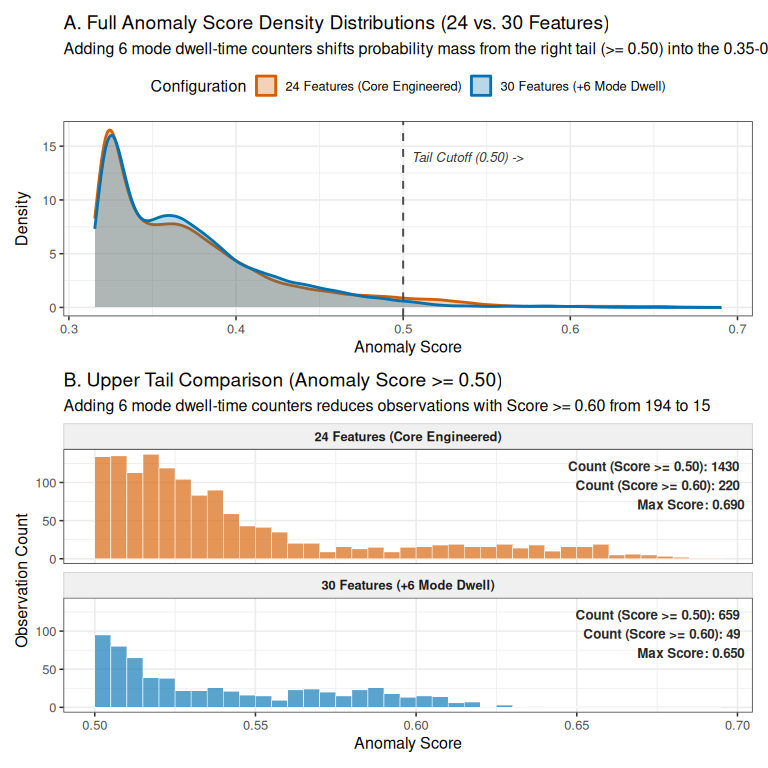 A. Full Anomaly Score Density Distributions (24 vs. 30 Features)
Adding 6 mode dwell-time counters shifts probability mass from the right tail (>= 0.50) into the 0.35-0
Configuration 24 Features (Core Engineered) 30 Features (+6 Mode Dwell)
Tail Cutoff (0.50) ->
15
10
5
0
Density
0.3 0.4 0.5 0.6 0.7
Anomaly Score
B. Upper Tail Comparison (Anomaly Score >= 0.50)
Adding 6 mode dwell-time counters reduces observations with Score >= 0.60 from 194 to 15
24 Features (Core Engineered)
Count (Score >= 0.50): 1430
Count (Score >= 0.60): 220
Max Score: 0.690
100
50
0
Observation Count
30 Features (+6 Mode Dwell)
Count (Score >= 0.50): 659
Count (Score >= 0.60): 49
Max Score: 0.650
100
50
0
0.50 0.55 0.60 0.65 0.70
Anomaly Score